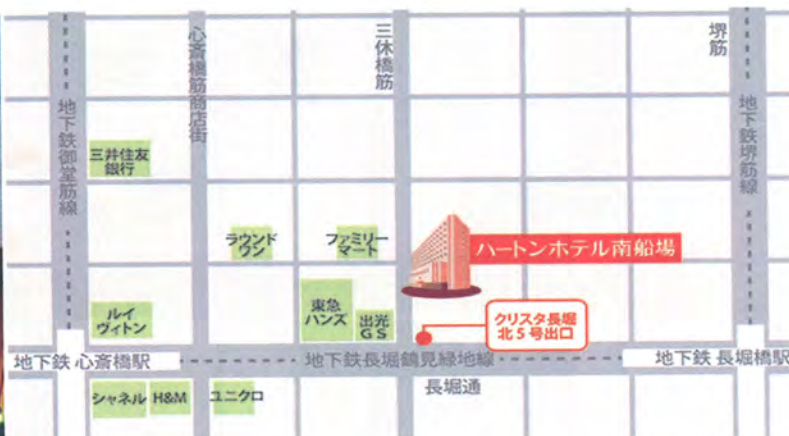 心斎橋筋商店街
三休橋筋
堺筋
地下鉄御堂筋線
地下鉄堺筋線
三井住友
銀行
ラウンド
ワン
ファミリー
マート
ハートンホテル南船場
ルイ
ヴィトン
東急
ハンズ
出光
GS
クリスタ長堀
北5号出口
地下鉄 心斎橋駅
地下鉄長堀鶴見緑地線
地下鉄 長堀橋駅
シャネル
H&M
ユニクロ
長堀通